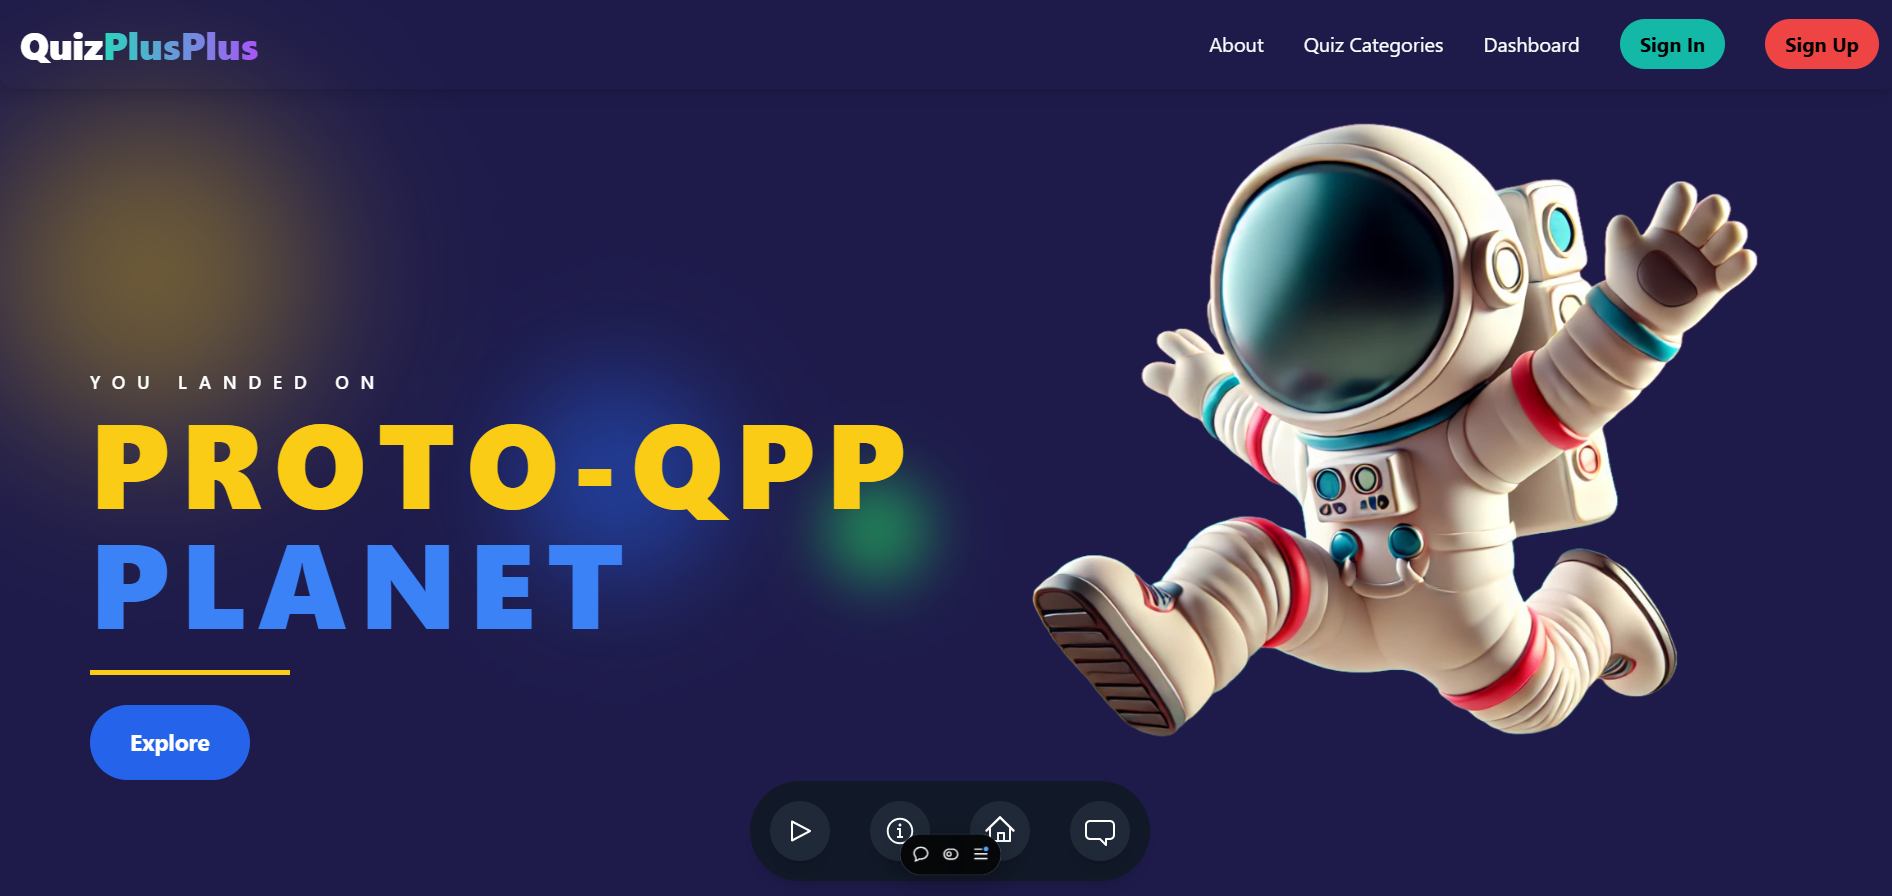 QuizPlusPlus
About
Quiz Categories
Dashboard
Sign In
Sign Up
YOU LANDED ON
PROTO-QPP
PLANET
Explore